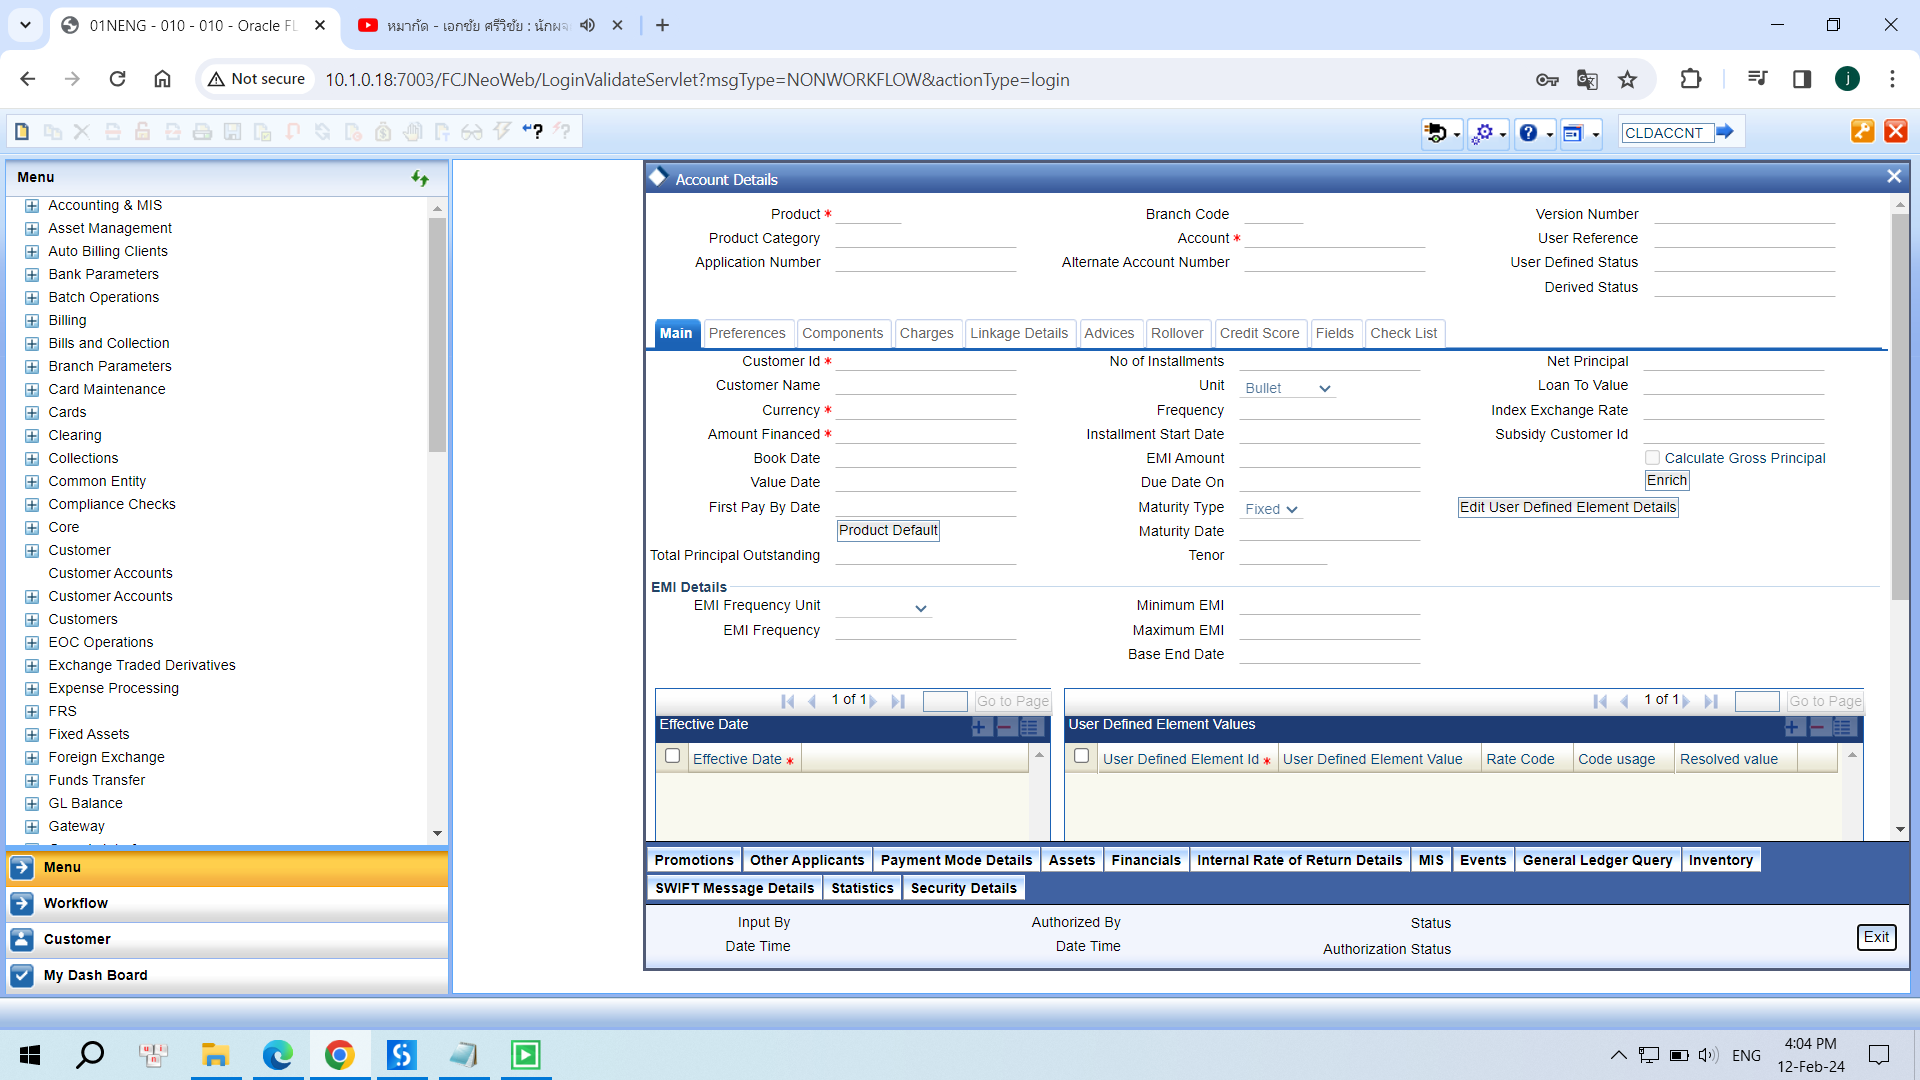 01NENG - 010 - 010 - Oracle FL
หมากัด - เอกชัย ศรีวิชัย : นักผจ
Not secure
10.1.0.18:7003/FCJNeoWeb/LoginValidateServlet?msgType=NONWORKFLOW&actionType=login
j
CLDACCNT
Menu
Accounting & MIS
Asset Management
Auto Billing Clients
Bank Parameters
Batch Operations
Billing
Bills and Collection
Branch Parameters
Card Maintenance
Cards
Clearing
Collections
Common Entity
Compliance Checks
Core
Customer
Customer Accounts
Customer Accounts
Customers
EOC Operations
Exchange Traded Derivatives
Expense Processing
FRS
Fixed Assets
Foreign Exchange
Funds Transfer
GL Balance
Gateway
Menu
Workflow
Customer
My Dash Board
Account Details
Product * Branch Code Version Number
Product Category Account * User Reference
Application Number Alternate Account Number User Defined Status
Derived Status
Main Preferences Components Charges Linkage Details Advices Rollover Credit Score Fields Check List
Customer Id * No of Installments Net Principal
Customer Name Unit Bullet Loan To Value
Currency * Frequency Index Exchange Rate
Amount Financed * Installment Start Date Subsidy Customer Id
Book Date EMI Amount Calculate Gross Principal
Value Date Due Date On Enrich
First Pay By Date Maturity Type Fixed Edit User Defined Element Details
Product Default Maturity Date
Total Principal Outstanding Tenor
EMI Details
EMI Frequency Unit Minimum EMI
EMI Frequency Maximum EMI
Base End Date
1 of 1 Go to Page 1 of 1 Go to Page
Effective Date User Defined Element Values
Effective Date * User Defined Element Id * User Defined Element Value Rate Code Code usage Resolved value
Promotions Other Applicants Payment Mode Details Assets Financials Internal Rate of Return Details MIS Events General Ledger Query Inventory
SWIFT Message Details Statistics Security Details
Input By Authorized By Status
Date Time Date Time Authorization Status
Exit
ENG
4:04 PM
12-Feb-24